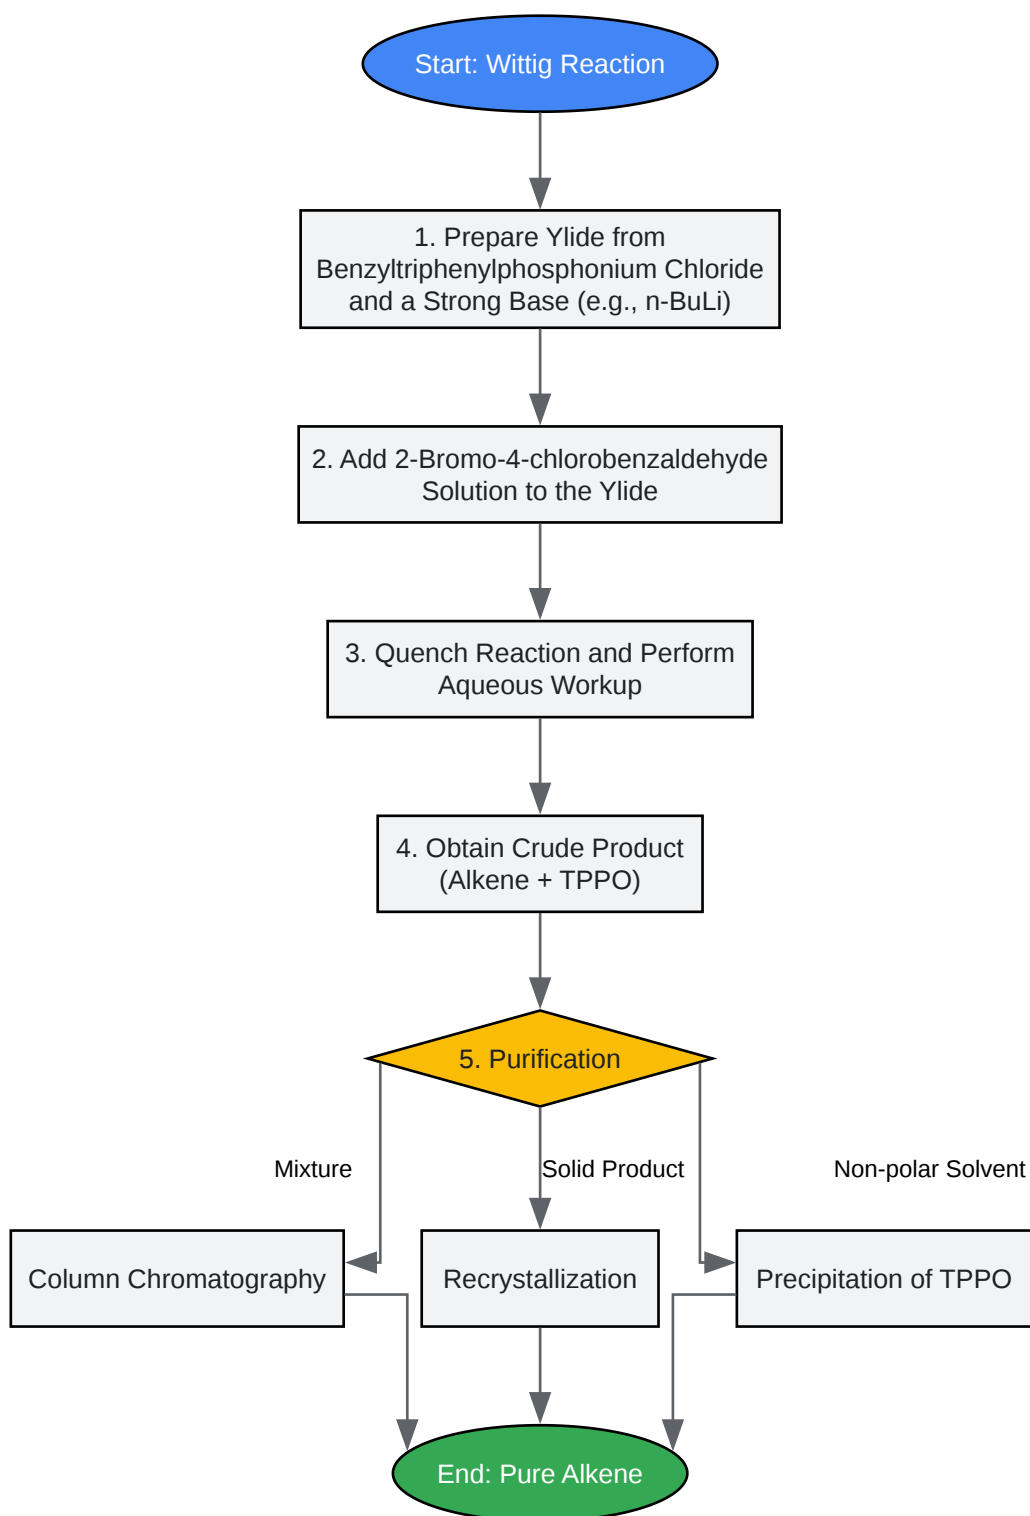 Start: Wittig Reaction
1. Prepare Ylide from
Benzyltriphenylphosphonium Chloride
and a Strong Base (e.g., n-BuLi)
2. Add 2-Bromo-4-chlorobenzaldehyde
Solution to the Ylide
3. Quench Reaction and Perform
Aqueous Workup
4. Obtain Crude Product
(Alkene + TPPO)
5. Purification
Mixture
Solid Product
Non-polar Solvent
Column Chromatography
Recrystallization
Precipitation of TPPO
End: Pure Alkene